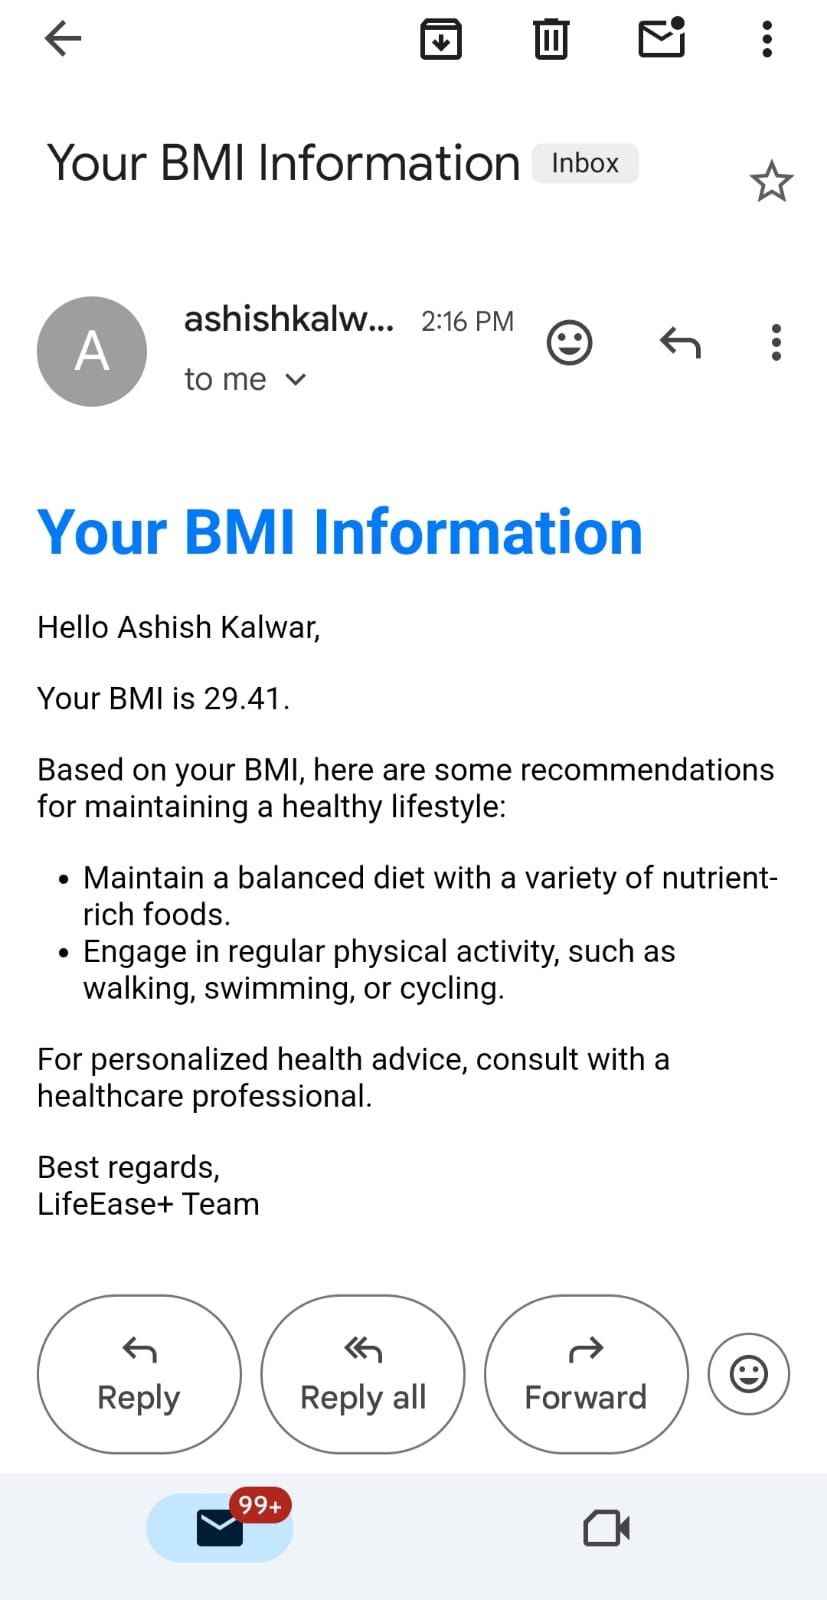 Your BMI Information Inbox
A
ashishkalw... 2:16 PM
to me
Your BMI Information
Hello Ashish Kalwar,
Your BMI is 29.41.
Based on your BMI, here are some recommendations
for maintaining a healthy lifestyle:
• Maintain a balanced diet with a variety of nutrient-
rich foods.
• Engage in regular physical activity, such as
walking, swimming, or cycling.
For personalized health advice, consult with a
healthcare professional.
Best regards,
LifeEase+ Team
Reply Reply all Forward
99+